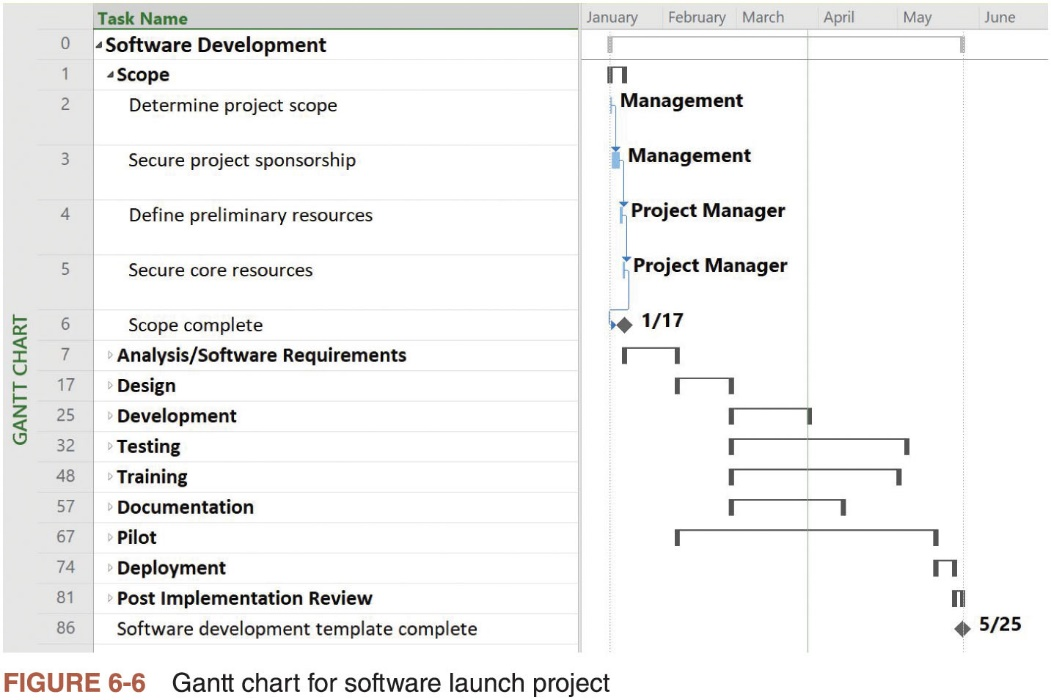 Task Name January February March April May June
0 Software Development
1 Scope
2 Determine project scope Management
3 Secure project sponsorship Management
4 Define preliminary resources Project Manager
5 Secure core resources Project Manager
6 Scope complete 1/17
7 Analysis/Software Requirements
17 Design
25 Development
32 Testing
48 Training
57 Documentation
67 Pilot
74 Deployment
81 Post Implementation Review
86 Software development template complete 5/25
GANTT CHART
FIGURE 6-6 Gantt chart for software launch project